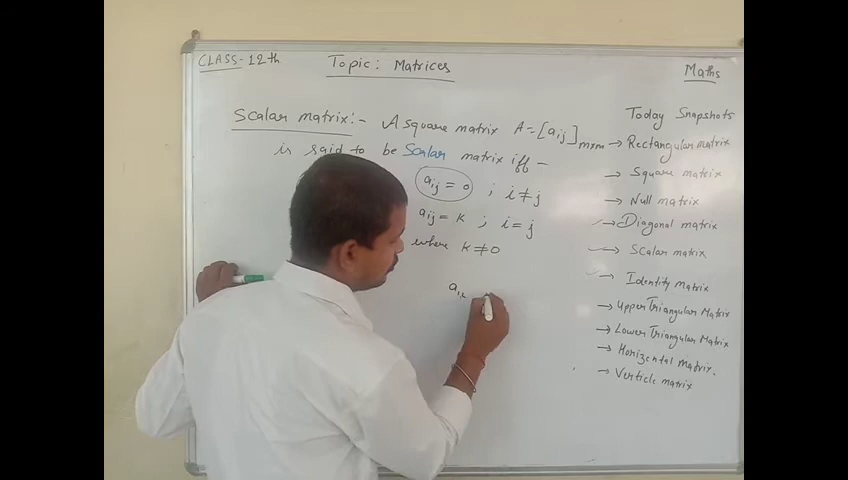 CLASS-12th
Topic: Matrices
Maths
Scalar matrix:- A square matrix A=[aij]m×m
is said to be Scalar matrix iff -
aij = 0 ; i≠j
aij = K ; i=j
where K≠0
a12
Today Snapshots
→ Rectangular matrix
→ Square matrix
→ Null matrix
Diagonal matrix
Scalar matrix
Identity matrix
→ Upper Triangular Matrix
→ Lower Triangular Matrix
→ Horizental matrix.
→ Verticle matrix